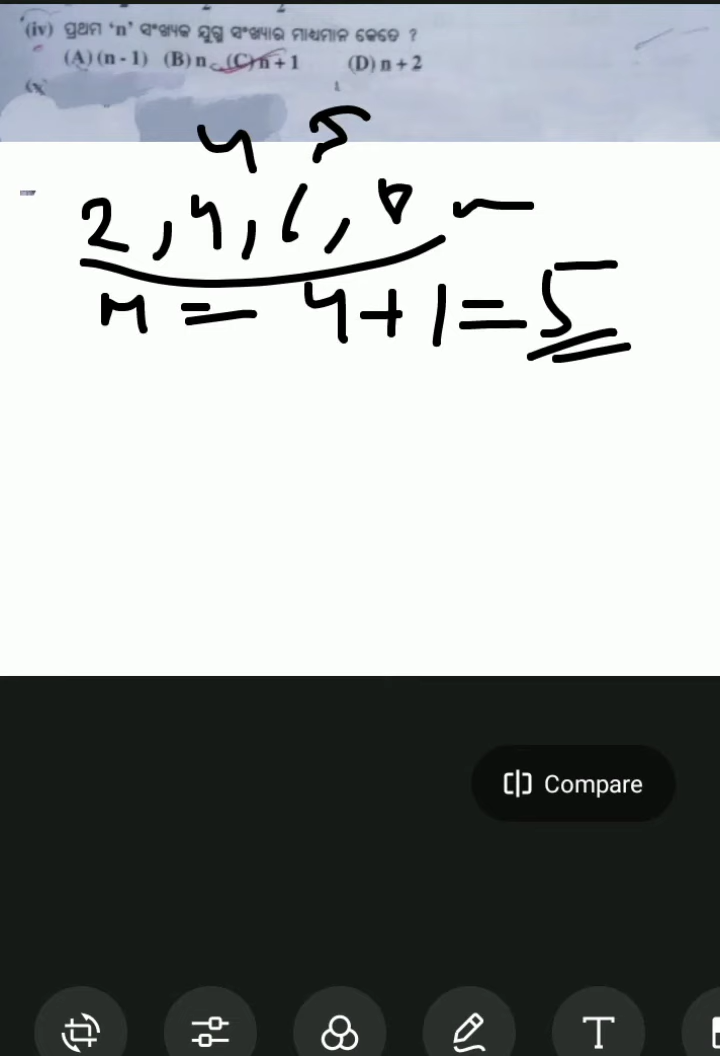 (iv) ପ୍ରଥମ ‘n’ ସଂଖ୍ୟକ ଯୁଗ୍ମ ସଂଖ୍ୟାର ମାଧ୍ୟମାନ କେତେ ?
(A) (n - 1) (B) n (C) n + 1 (D) n + 2
4 5
2, 4, 6, 8 —
M = 4 + 1 = 5
Compare
T